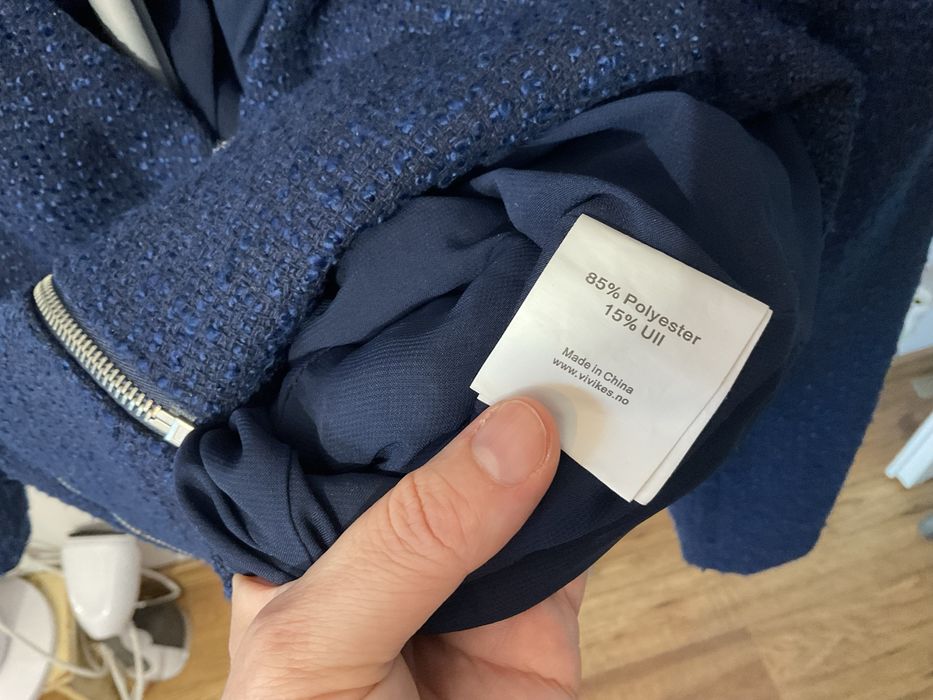 85% Polyester
15% Ull
Made in China
www.vivikes.no